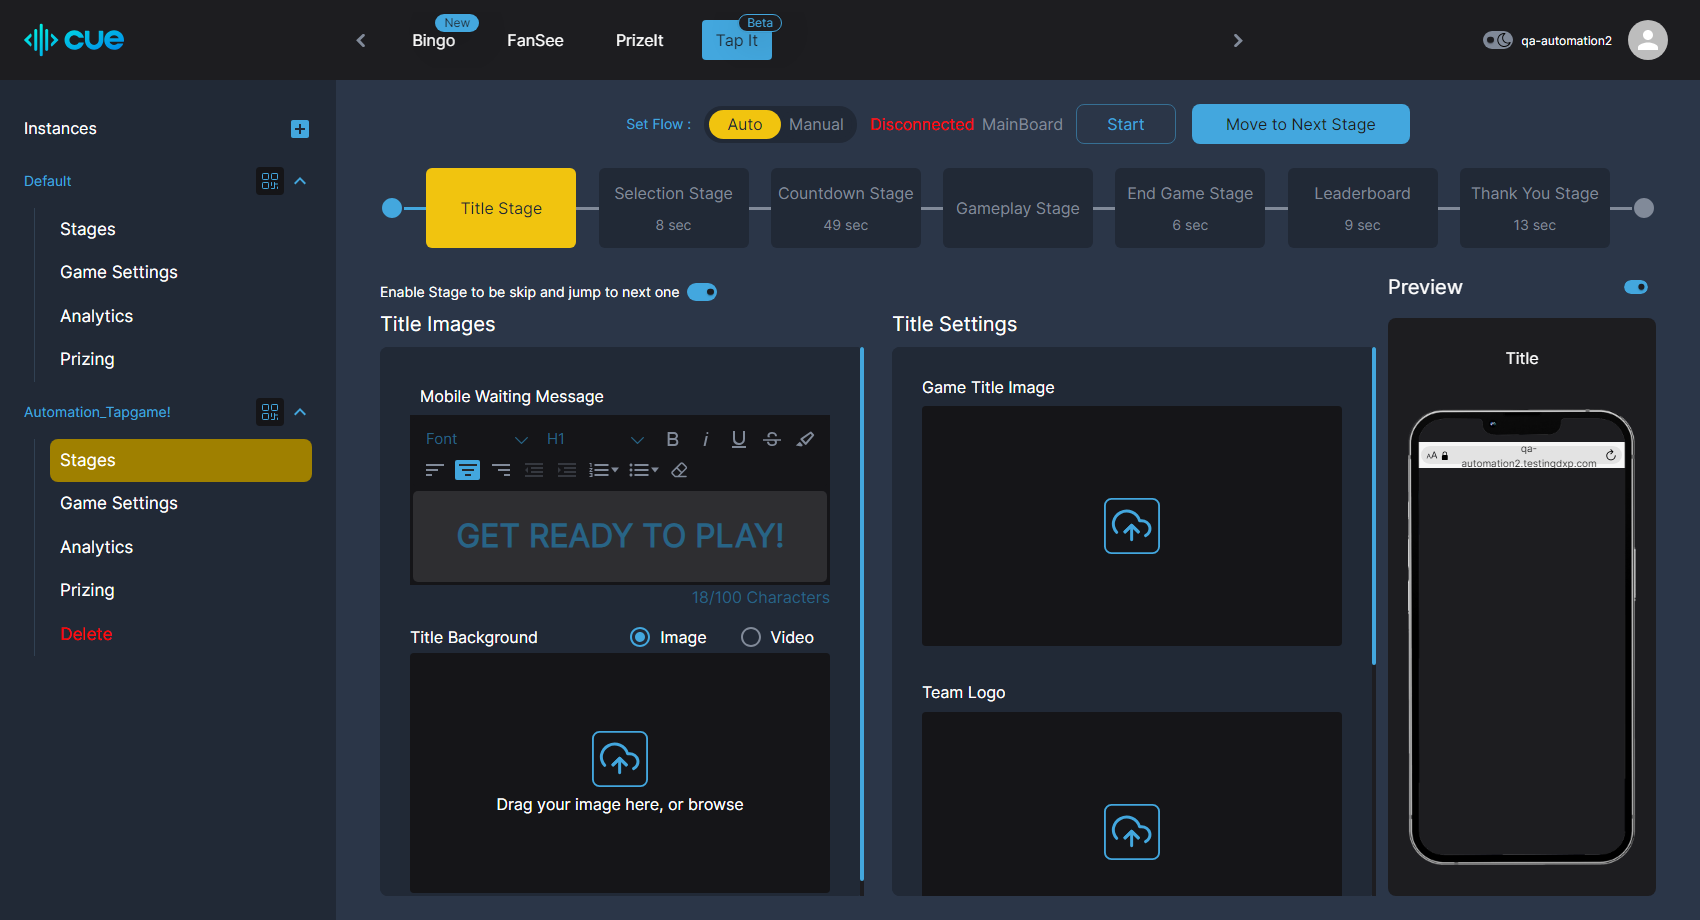 cue
New
Bingo
FanSee
PrizeIt
Beta
Tap It
qa-automation2
Instances
Default
Stages
Game Settings
Analytics
Prizing
Automation_Tapgame!
Stages
Game Settings
Analytics
Prizing
Delete
Set Flow :
Auto
Manual
Disconnected MainBoard
Start
Move to Next Stage
Title Stage
Selection Stage
8 sec
Countdown Stage
49 sec
Gameplay Stage
End Game Stage
6 sec
Leaderboard
9 sec
Thank You Stage
13 sec
Enable Stage to be skip and jump to next one
Title Images
Mobile Waiting Message
Font
H1
B
i
U
S
GET READY TO PLAY!
18/100 Characters
Title Background
Image
Video
Drag your image here, or browse
Title Settings
Game Title Image
Team Logo
Preview
Title
AA
qa-
automation2.testingdxp.com